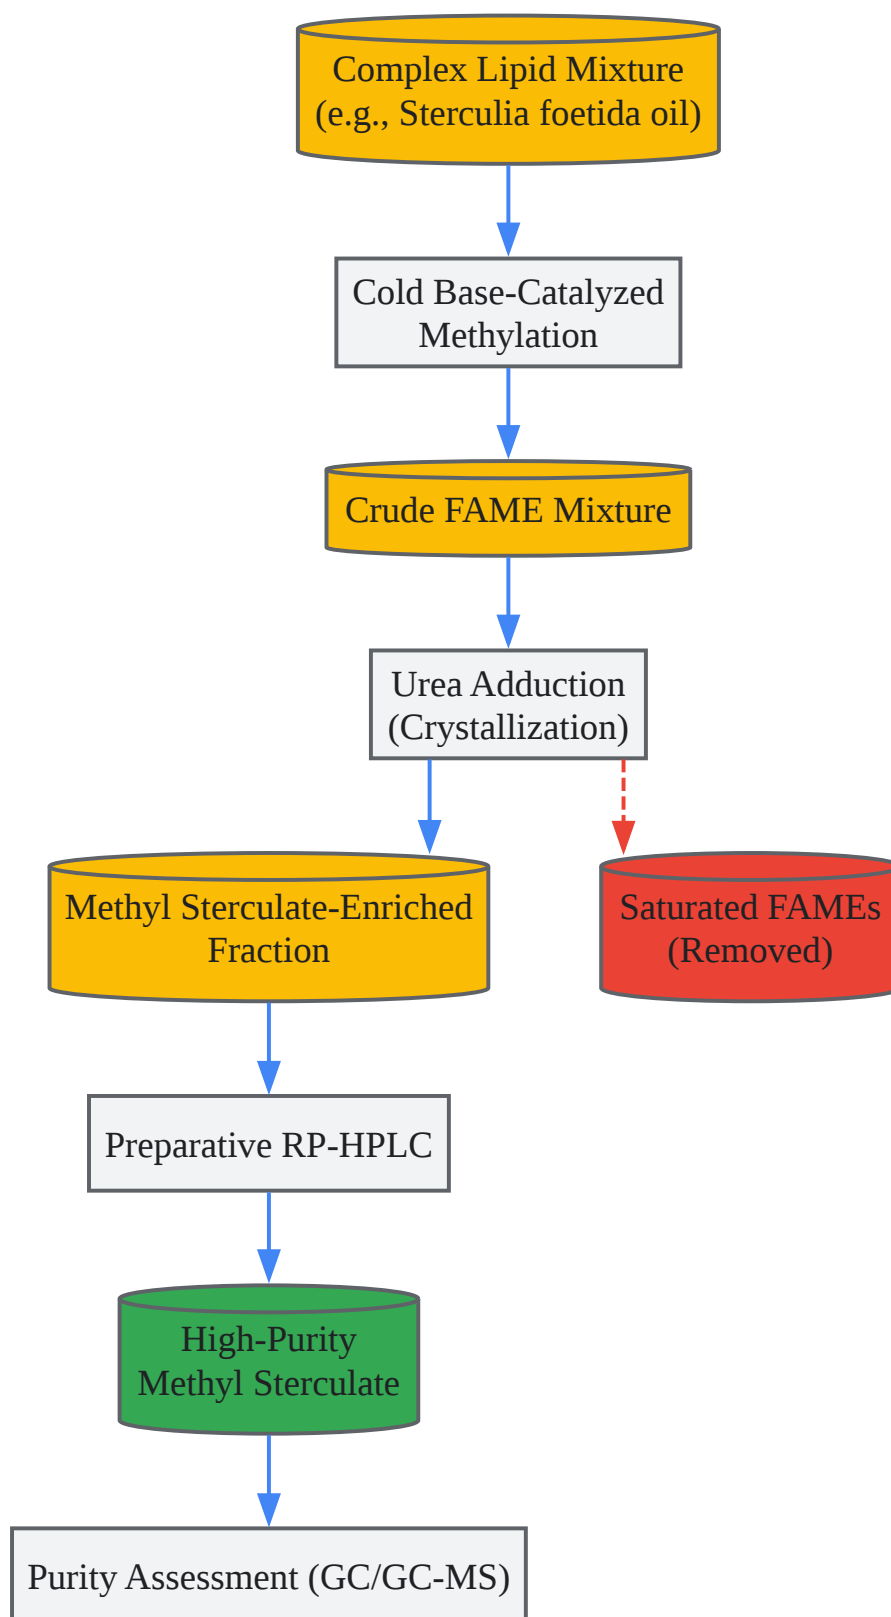 Complex Lipid Mixture
(e.g., Sterculia foetida oil)
Cold Base-Catalyzed
Methylation
Crude FAME Mixture
Urea Adduction
(Crystallization)
Methyl Sterculate-Enriched
Fraction
Saturated FAMEs
(Removed)
Preparative RP-HPLC
High-Purity
Methyl Sterculate
Purity Assessment (GC/GC-MS)